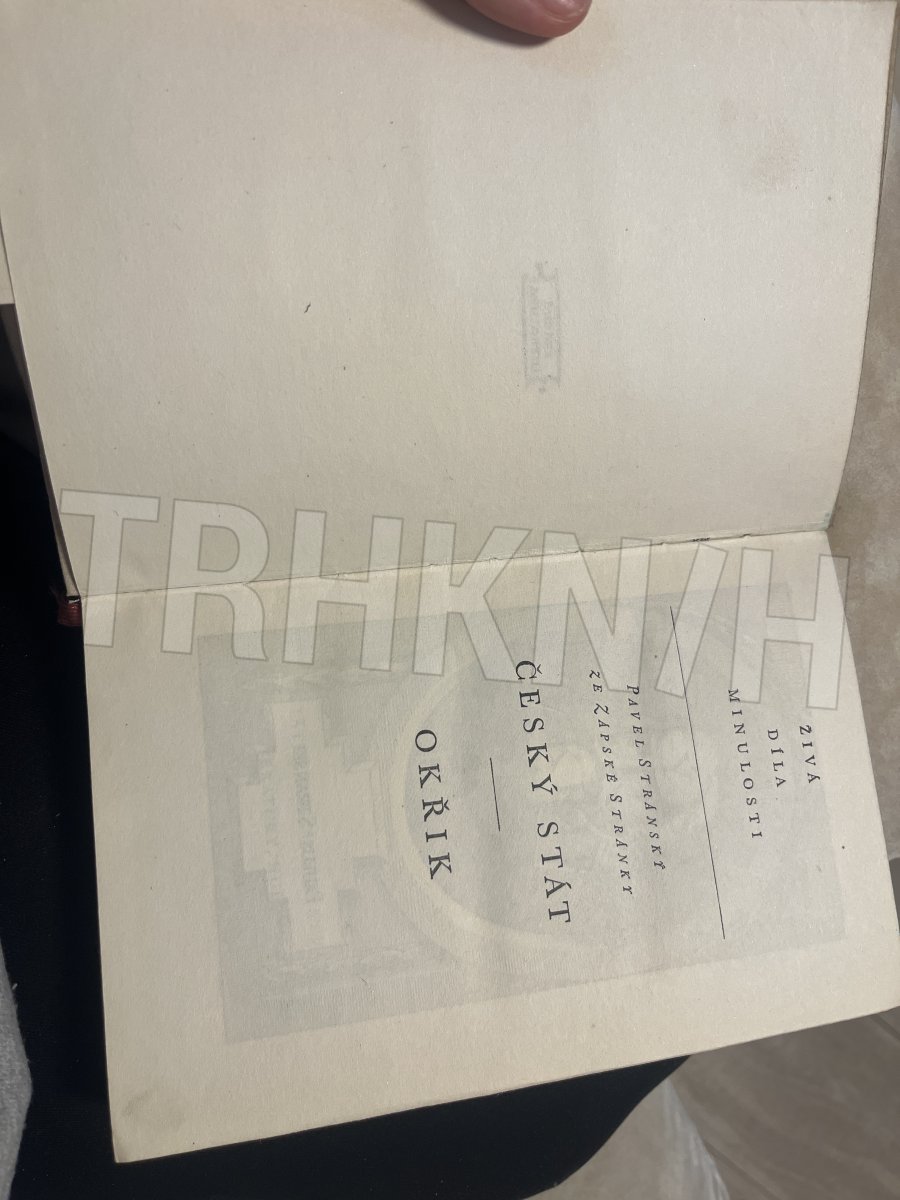 ŽIVÁ
DÍLA
MINULOSTI
PAVEL STRÁNSKÝ
ZE ZÁPSKÉ STRÁNKY
ČESKÝ STÁT
OKŘIK
TRHKNIH